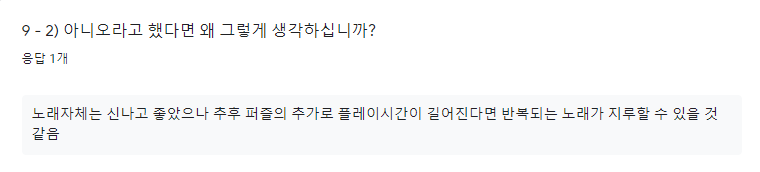 9 - 2) 아니오라고 했다면 왜 그렇게 생각하십니까?
응답 1개
노래자체는 신나고 좋았으나 추후 퍼즐의 추가로 플레이시간이 길어진다면 반복되는 노래가 지루할 수 있을 것
같음